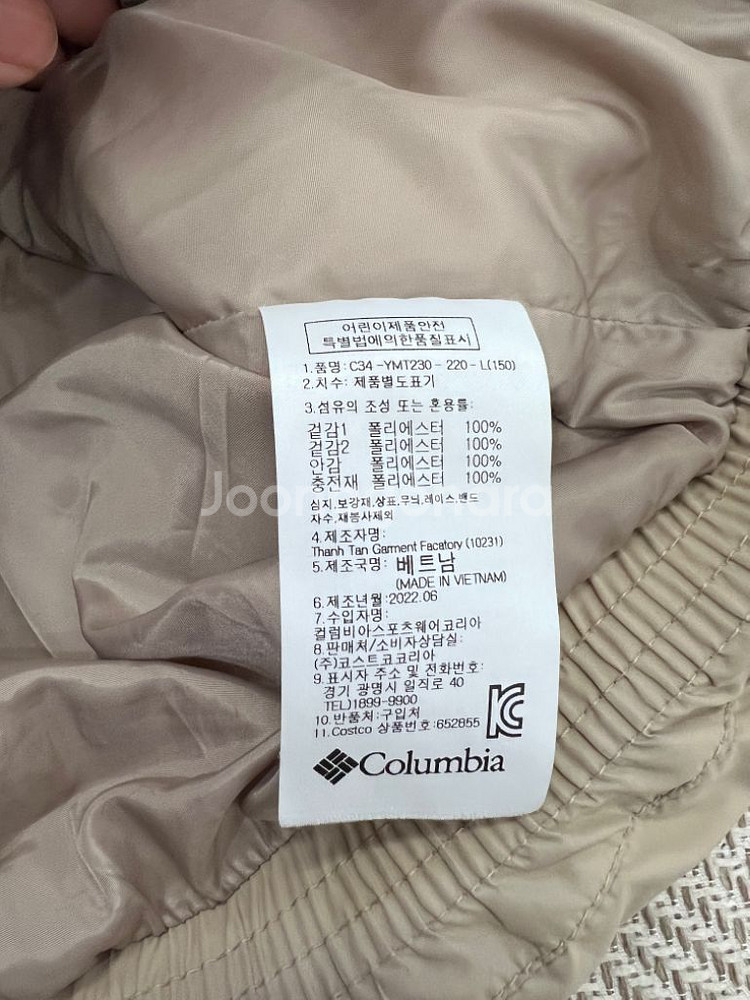 어린이제품안전
특별법에의한품질표시
1.품명:C34-YMT230-220-L(150)
2.치수: 제품별도표기
3.섬유의 조성 또는 혼용률:
겉감1 폴리에스터 100%
겉감2 폴리에스터 100%
안감 폴리에스터 100%
충전재 폴리에스터 100%
심지,보강재,상표,무늬,레이스,밴드
자수,재봉사제외
4.제조자명:
Thanh Tan Garment Facatory (10231)
5.제조국명: 베트남
(MADE IN VIETNAM)
6.제조년월:2022.06
7.수입자명:
컬럼비아스포츠웨어코리아
8.판매처/소비자상담실:
(주)코스트코코리아
9.표시자 주소 및 전화번호:
경기 광명시 일직로 40
TEL)1899-9900
10.반품처:구입처
11.Costco 상품번호:652855
Columbia